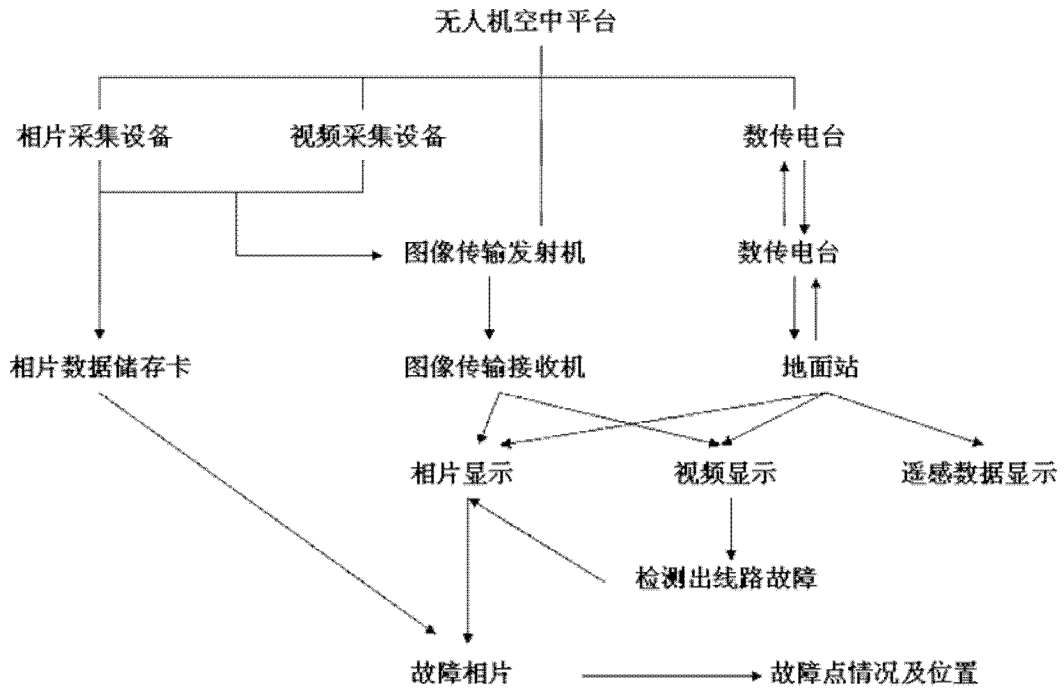 无人机空中平台
相片采集设备
视频采集设备
数传电台
图像传输发射机
数传电台
相片数据储存卡
图像传输接收机
地面站
相片显示
视频显示
遥感数据显示
检测出线路故障
故障相片
故障点情况及位置